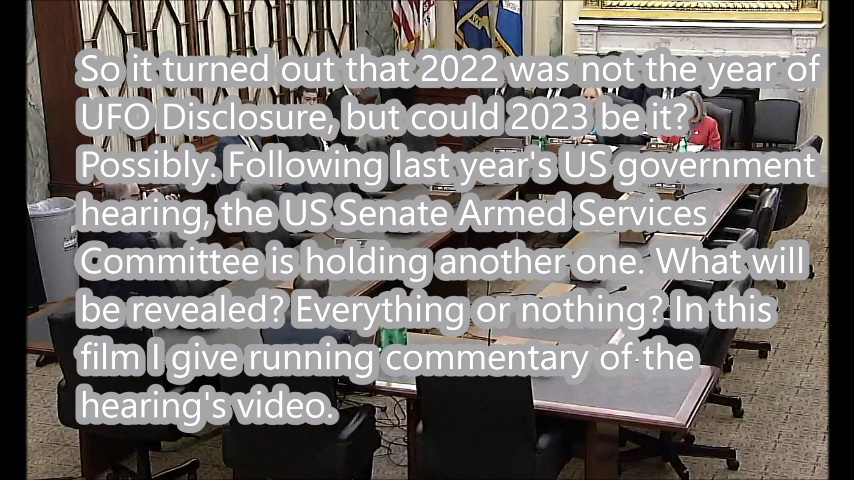 So it turned out that 2022 was not the year of
UFO Disclosure, but could 2023 be it?
Possibly. Following last year's US government
hearing, the US Senate Armed Services
Committee is holding another one. What will
be revealed? Everything or nothing? In this
film I give running commentary of the
hearing's video.